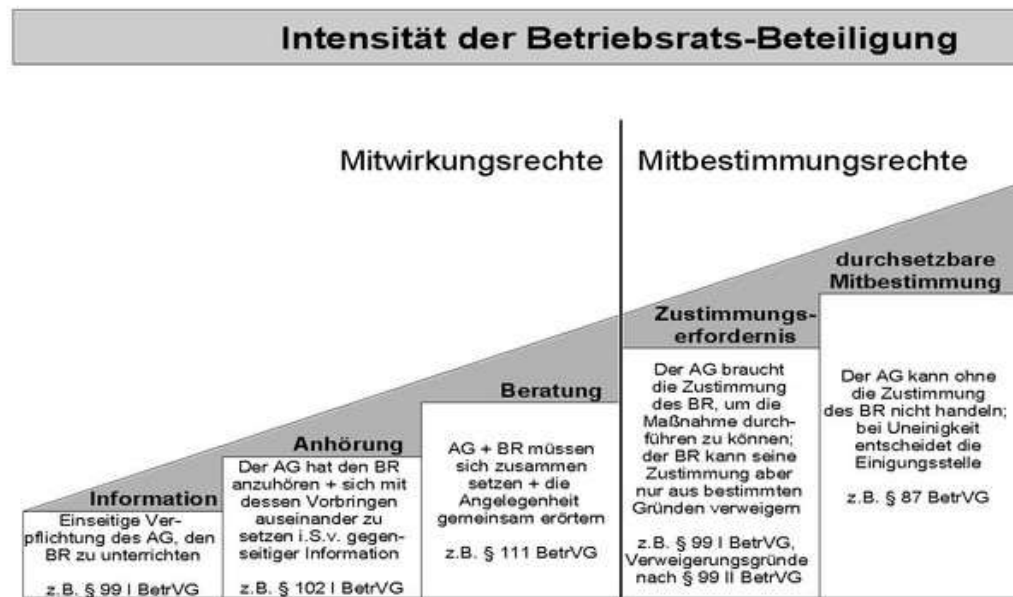 Intensität der Betriebsrats-Beteiligung
Mitwirkungsrechte
Mitbestimmungsrechte
Information
Einseitige Ver-
pflichtung des AG, den
BR zu unterrichten
z.B. § 99 I BetrVG
Anhörung
Der AG hat den BR
anzuhören + sich mit
dessen Vorbringen
auseinander zu
setzen i.S.v. gegen-
seitiger Information
z.B. § 102 I BetrVG
Beratung
AG + BR müssen
sich zusammen
setzen + die
Angelegenheit
gemeinsam erörtern
z.B. § 111 BetrVG
Zustimmungs-
erfordernis
Der AG braucht
die Zustimmung
des BR, um die
Maßnahme durch-
führen zu können;
der BR kann seine
Zustimmung aber
nur aus bestimmten
Gründen verweigern
z.B. § 99 I BetrVG,
Verweigerungsgründe
nach § 99 II BetrVG
durchsetzbare
Mitbestimmung
Der AG kann ohne
die Zustimmung
des BR nicht handeln;
bei Uneinigkeit
entscheidet die
Einigungsstelle
z.B. § 87 BetrVG